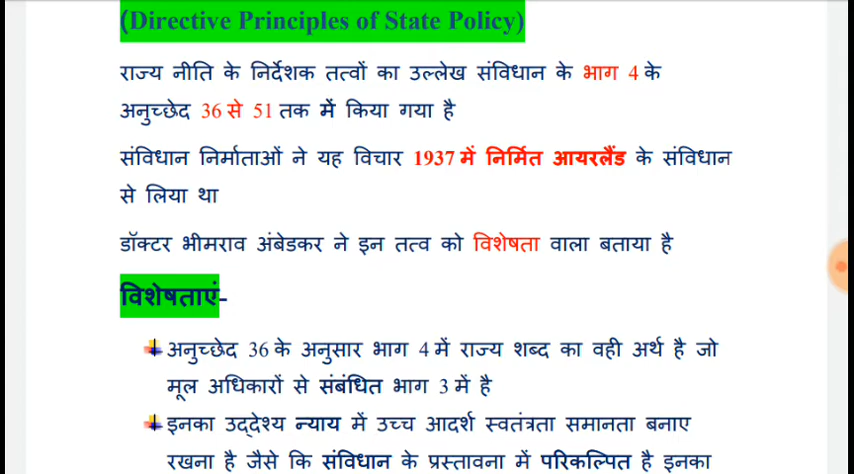 (Directive Principles of State Policy)
राज्य नीति के निर्देशक तत्वों का उल्लेख संविधान के भाग 4 के
अनुच्छेद 36 से 51 तक में किया गया है
संविधान निर्माताओं ने यह विचार 1937 में निर्मित आयरलैंड के संविधान
से लिया था
डॉक्टर भीमराव अंबेडकर ने इन तत्व को विशेषता वाला बताया है
विशेषताएं-
अनुच्छेद 36 के अनुसार भाग 4 में राज्य शब्द का वही अर्थ है जो
मूल अधिकारों से संबंधित भाग 3 में है
इनका उद्देश्य न्याय में उच्च आदर्श स्वतंत्रता समानता बनाए
रखना है जैसे कि संविधान के प्रस्तावना में परिकल्पित है इनका